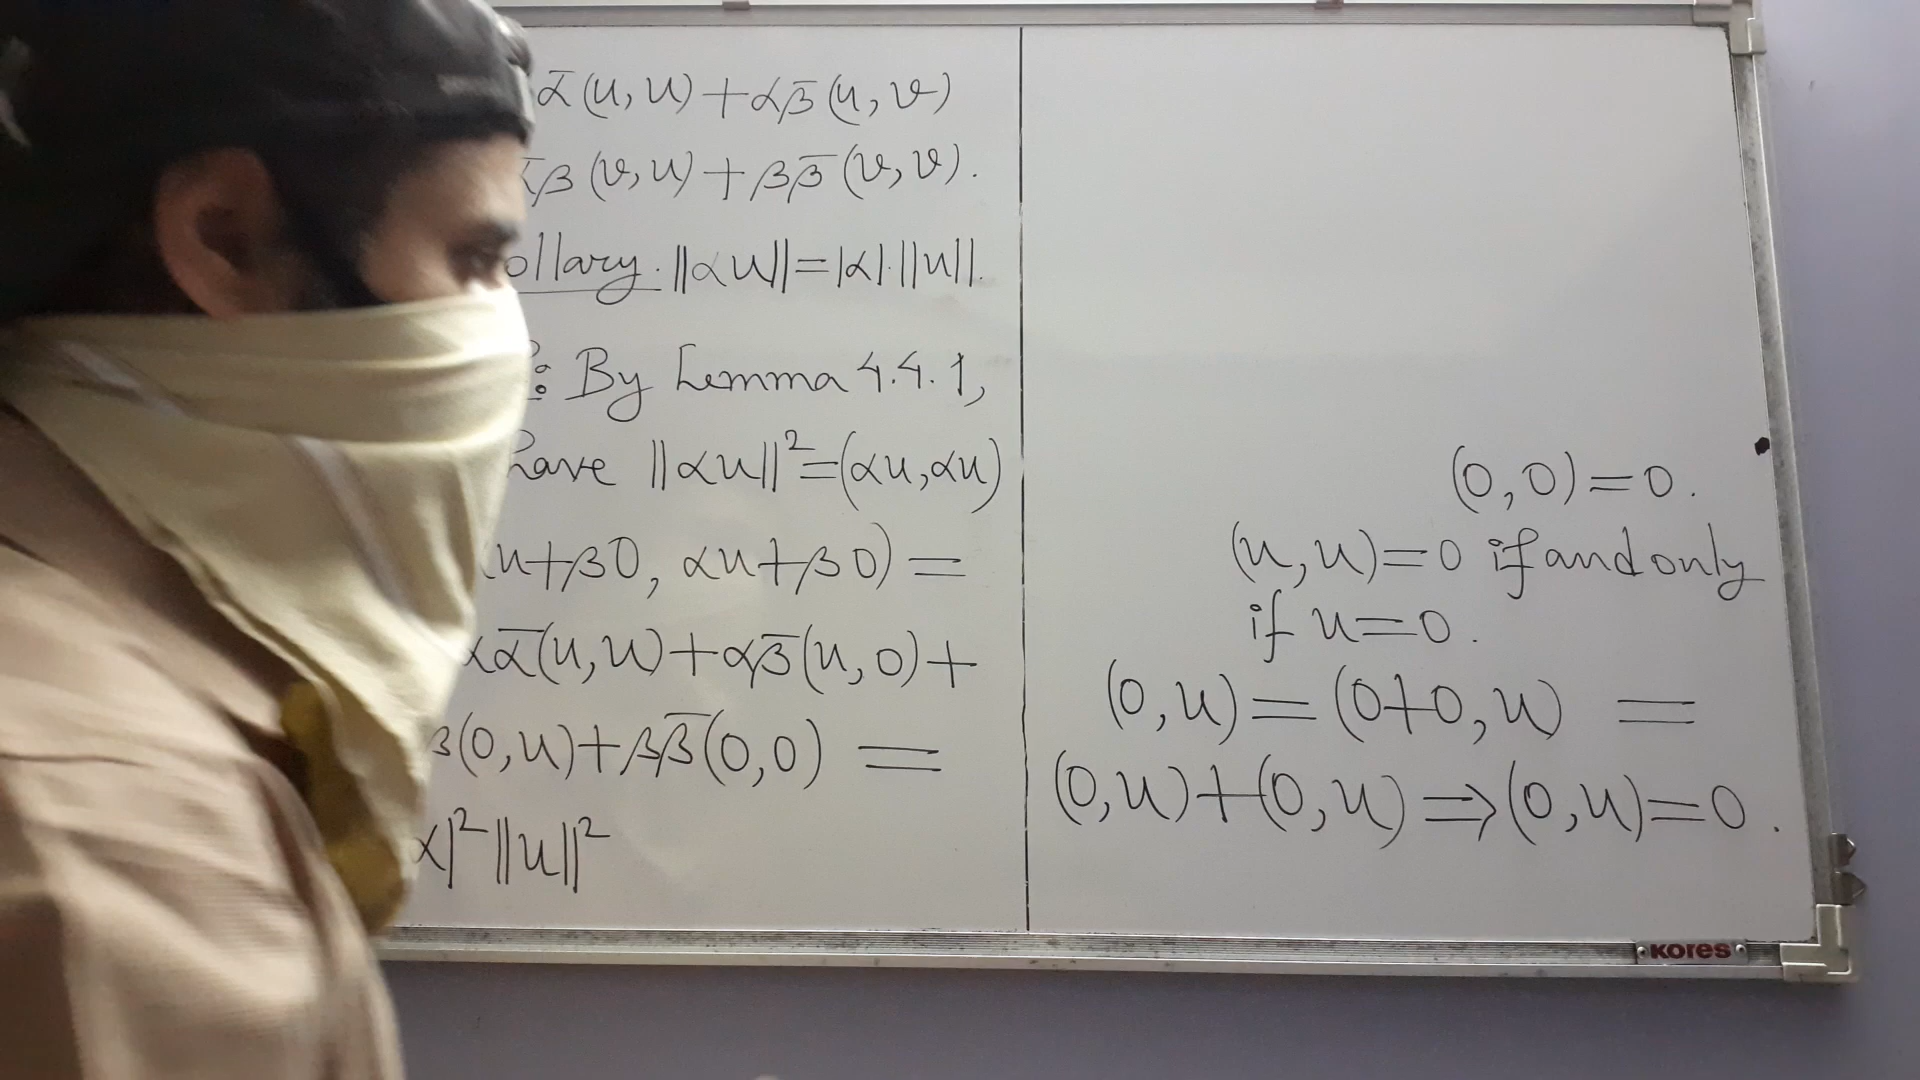 ᾱ(u,u)+αβ̄(u,v)
ᾱβ(v,u)+ββ̄(v,v).
ollary. ||αu||=|α|.||u||.
: By Lemma 4.4.1,
have ||αu||²=(αu,αu)
u+β0, αu+β0)=
αᾱ(u,u)+αβ̄(u,0)+
β(0,u)+ββ̄(0,0) =
α|²||u||²
(0,0)=0.
(u,u)=0 if and only
if u=0.
(0,u)=(0+0,u) =
(0,u)+(0,u)⇒(0,u)=0.
Kores